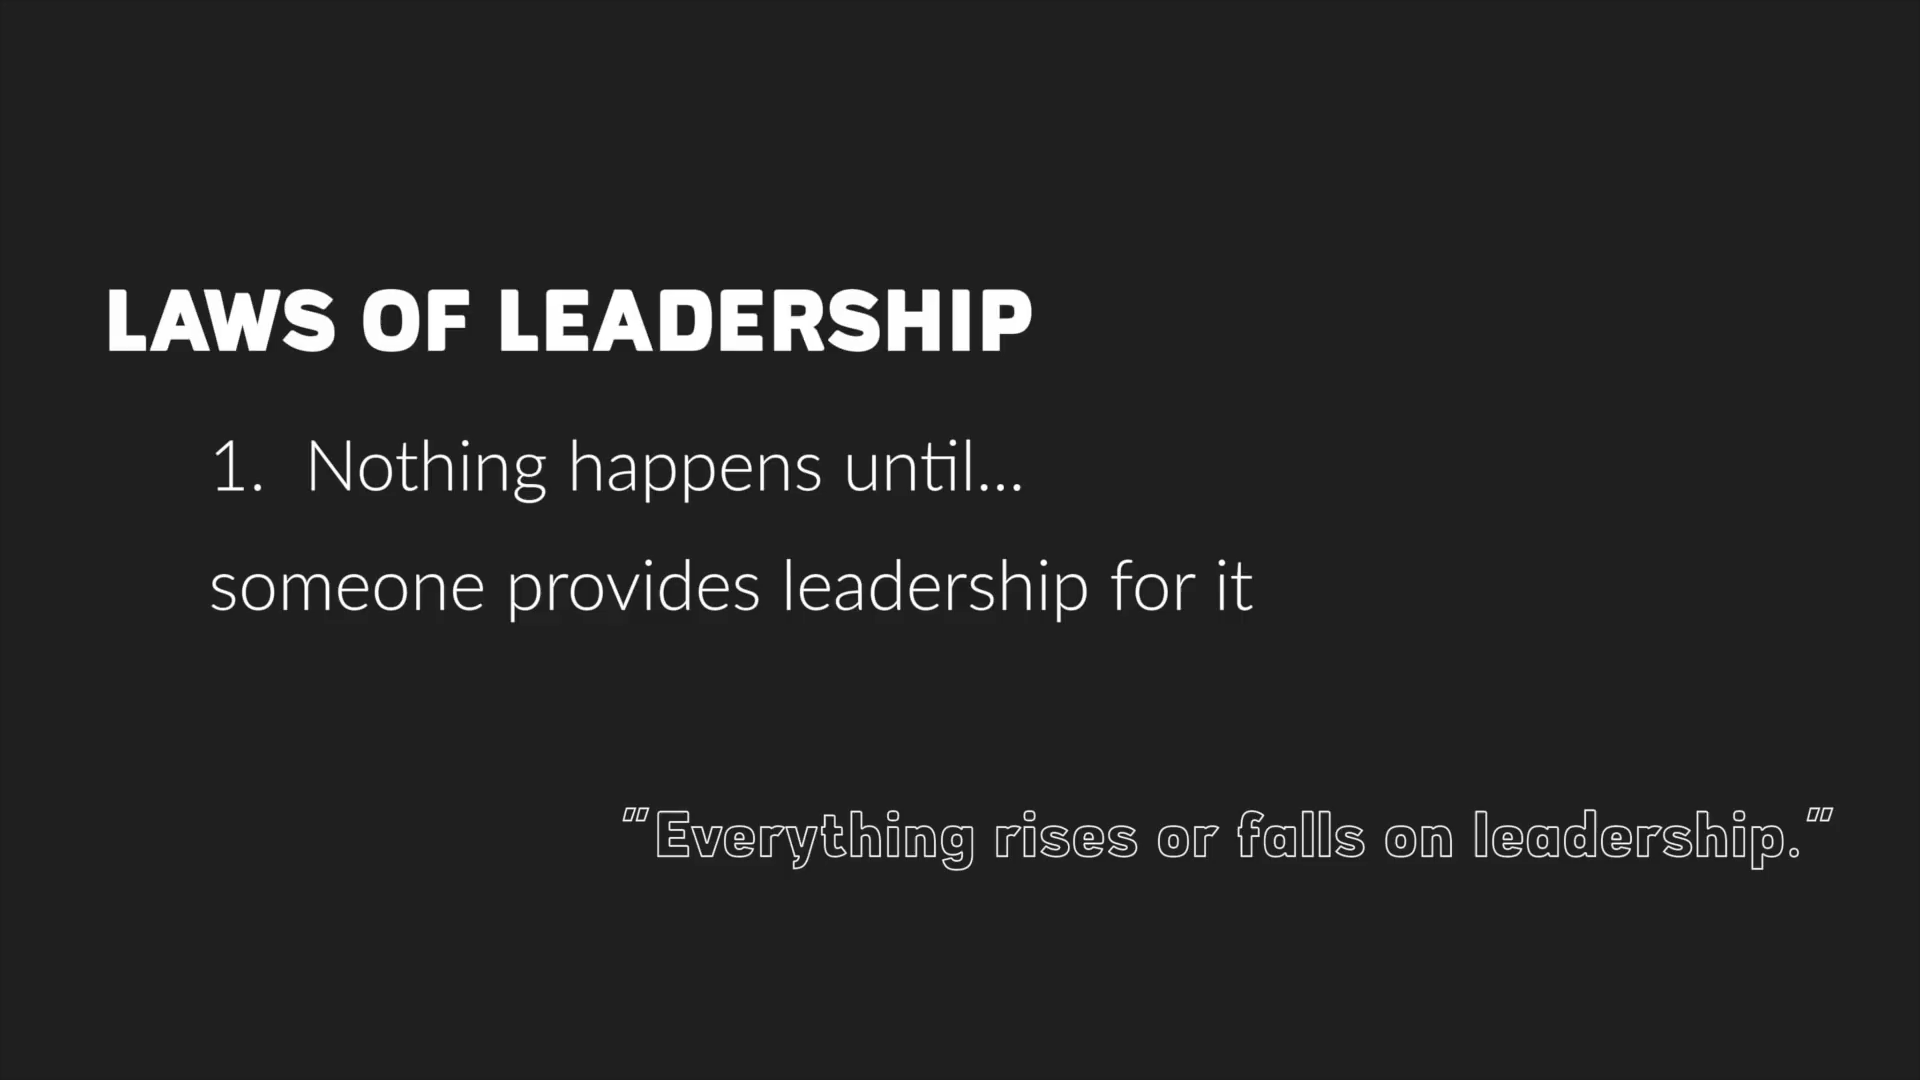 LAWS OF LEADERSHIP
1. Nothing happens until...
someone provides leadership for it
"Everything rises or falls on leadership."